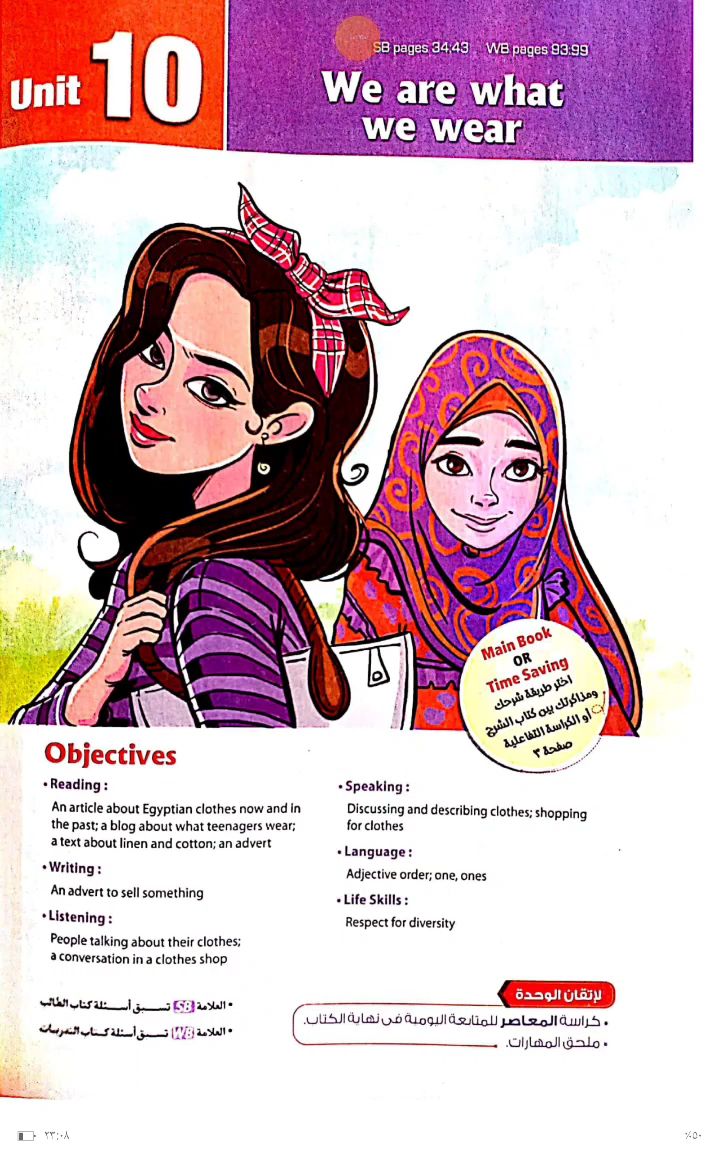 Unit 10
SB pages 34:43 WB pages 93:99
We are what
we wear
Main Book
OR
Time Saving
اختر طريقة شرحك
ومذاكرتك بين كتاب الشرح
أو الكراسة التفاعلية
صفحة ٣
Objectives
• Reading :
An article about Egyptian clothes now and in
the past; a blog about what teenagers wear;
a text about linen and cotton; an advert
• Writing :
An advert to sell something
• Listening :
People talking about their clothes;
a conversation in a clothes shop
• Speaking :
Discussing and describing clothes; shopping
for clothes
• Language :
Adjective order; one, ones
• Life Skills :
Respect for diversity
• العلامة SB تسبق أسئلة كتاب الطالب
• العلامة WB تسبق أسئلة كتاب التدريبات
لإتقان الوحدة
• كراسة المعاصر للمتابعة اليومية فى نهاية الكتاب.
• ملحق المهارات.
٢٣:٠٨
٪٥٠